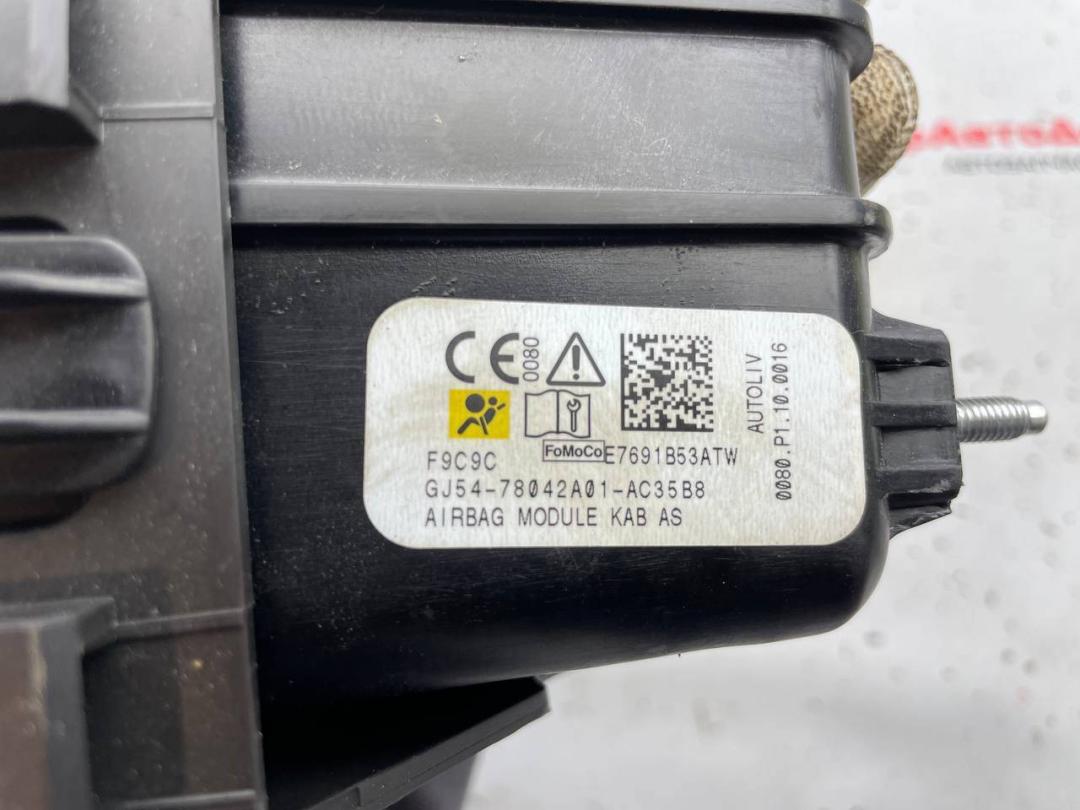 CE
0080
FoMoCo
F9C9C
E7691B53ATW
GJ54-78042A01-AC35B8
AIRBAG MODULE KAB AS
AUTOLIV
0080.P1.10.0016